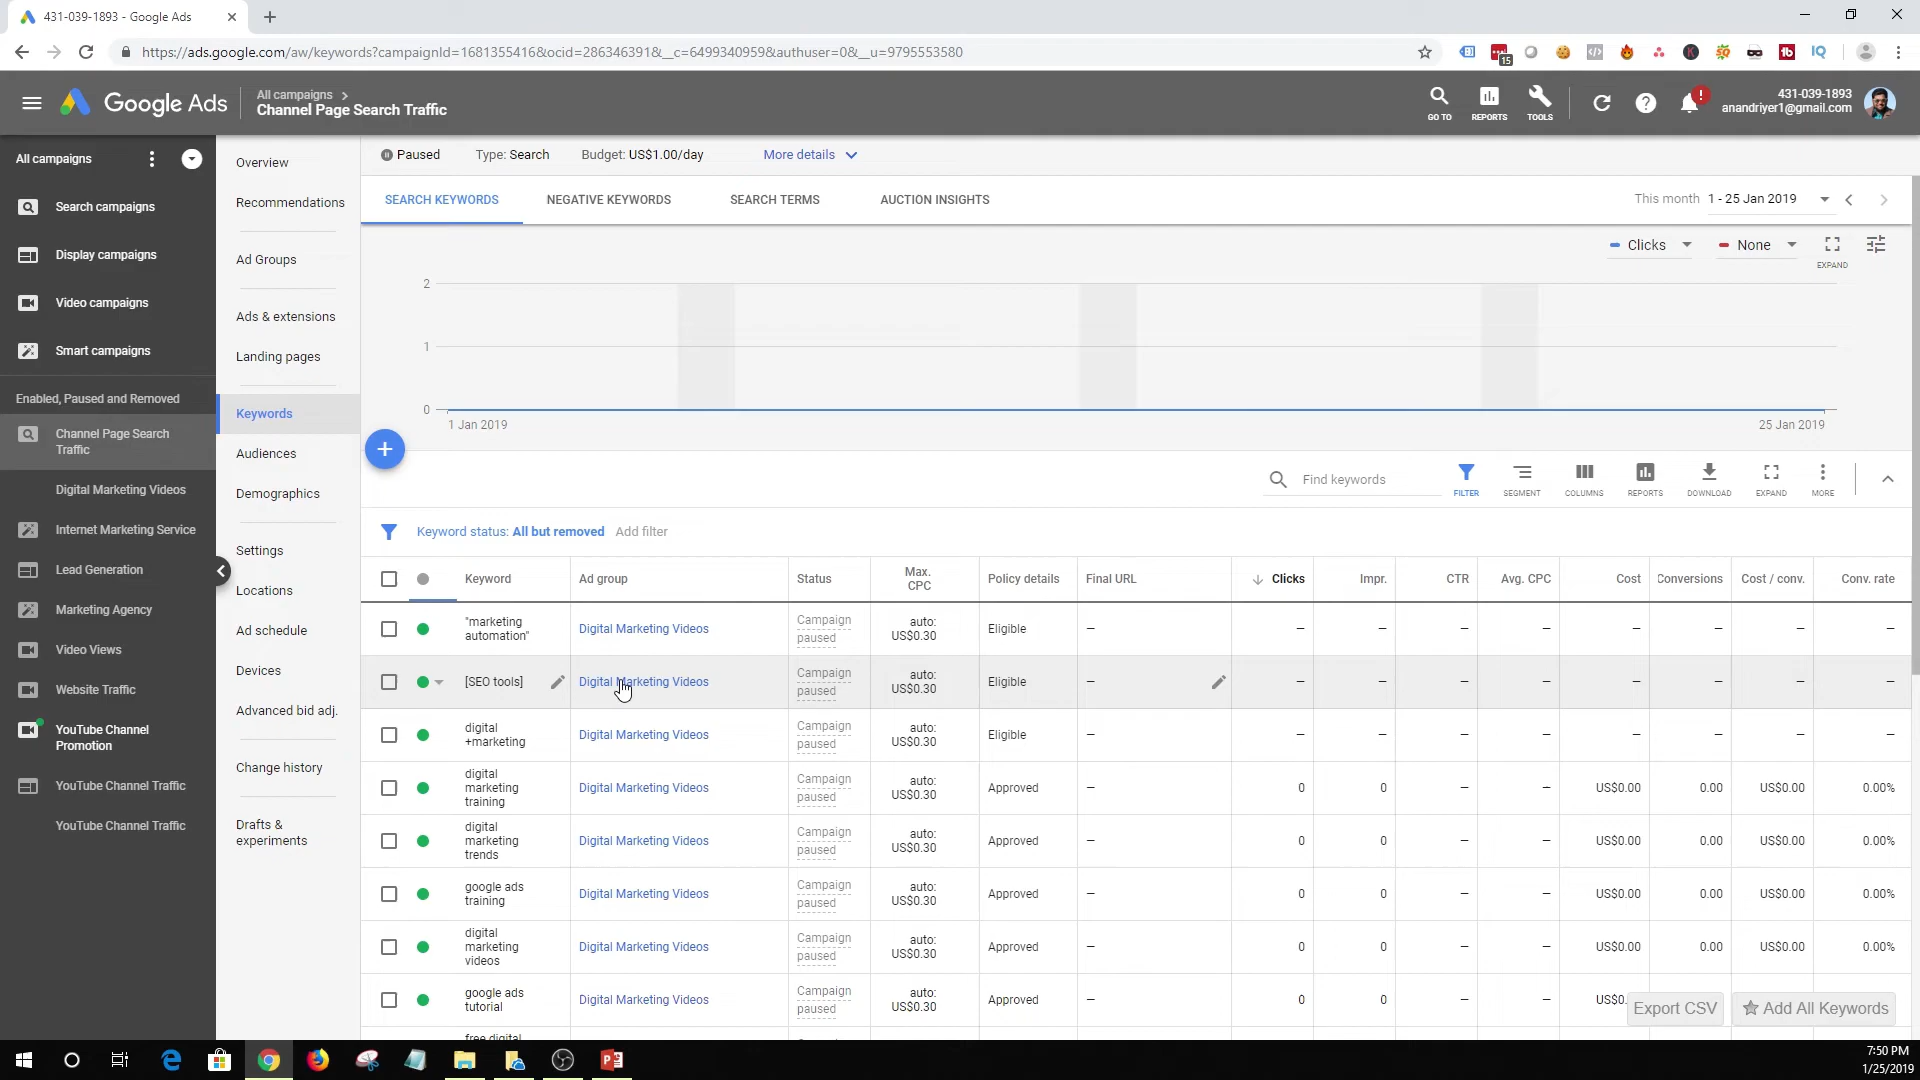 431-039-1893 - Google Ads
https://ads.google.com/aw/keywords?campaignId=1681355416&ocid=286346391&__c=6499340959&authuser=0&__u=9795553580
15
Google Ads
All campaigns
Channel Page Search Traffic
GO TO
REPORTS
TOOLS
431-039-1893
anandriyer1@gmail.com
All campaigns
Search campaigns
Display campaigns
Video campaigns
Smart campaigns
Enabled, Paused and Removed
Channel Page Search
Traffic
Digital Marketing Videos
Internet Marketing Service
Lead Generation
Marketing Agency
Video Views
Website Traffic
YouTube Channel
Promotion
YouTube Channel Traffic
YouTube Channel Traffic
Overview
Recommendations
Ad Groups
Ads & extensions
Landing pages
Keywords
Audiences
Demographics
Settings
Locations
Ad schedule
Devices
Advanced bid adj.
Change history
Drafts &
experiments
Paused Type: Search Budget: US$1.00/day More details
SEARCH KEYWORDS NEGATIVE KEYWORDS SEARCH TERMS AUCTION INSIGHTS This month 1 - 25 Jan 2019
Clicks None
EXPAND
2
1
0
1 Jan 2019 25 Jan 2019
Find keywords
FILTER SEGMENT COLUMNS REPORTS DOWNLOAD EXPAND MORE
Keyword status: All but removed Add filter
Keyword Ad group Status Max. CPC Policy details Final URL Clicks Impr. CTR Avg. CPC Cost Conversions Cost / conv. Conv. rate
"marketing automation" Digital Marketing Videos Campaign paused auto: US$0.30 Eligible – – – – – – – – –
[SEO tools] Digital Marketing Videos Campaign paused auto: US$0.30 Eligible – – – – – – – – –
digital +marketing Digital Marketing Videos Campaign paused auto: US$0.30 Eligible – – – – – – – – –
digital marketing training Digital Marketing Videos Campaign paused auto: US$0.30 Approved – 0 0 – – US$0.00 0.00 US$0.00 0.00%
digital marketing trends Digital Marketing Videos Campaign paused auto: US$0.30 Approved – 0 0 – – US$0.00 0.00 US$0.00 0.00%
google ads training Digital Marketing Videos Campaign paused auto: US$0.30 Approved – 0 0 – – US$0.00 0.00 US$0.00 0.00%
digital marketing videos Digital Marketing Videos Campaign paused auto: US$0.30 Approved – 0 0 – – US$0.00 0.00 US$0.00 0.00%
google ads tutorial Digital Marketing Videos Campaign paused auto: US$0.30 Approved – 0 0 – – US$0.
free digital
Export CSV
Add All Keywords
7:50 PM
1/25/2019